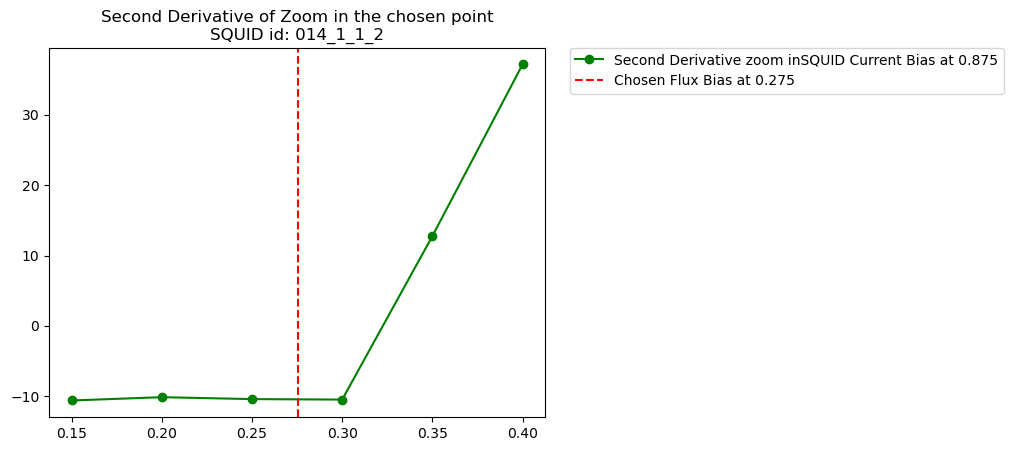 Second Derivative of Zoom in the chosen point
SQUID id: 014_1_1_2
Second Derivative zoom inSQUID Current Bias at 0.875
Chosen Flux Bias at 0.275
30
20
10
0
−10
0.15 0.20 0.25 0.30 0.35 0.40